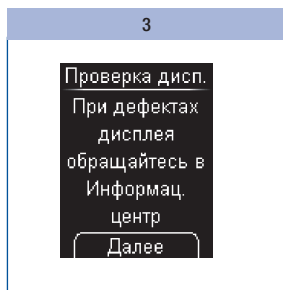 3
Проверка дисп.
При дефектах
дисплея
обращайтесь в
Информац.
центр
Далее